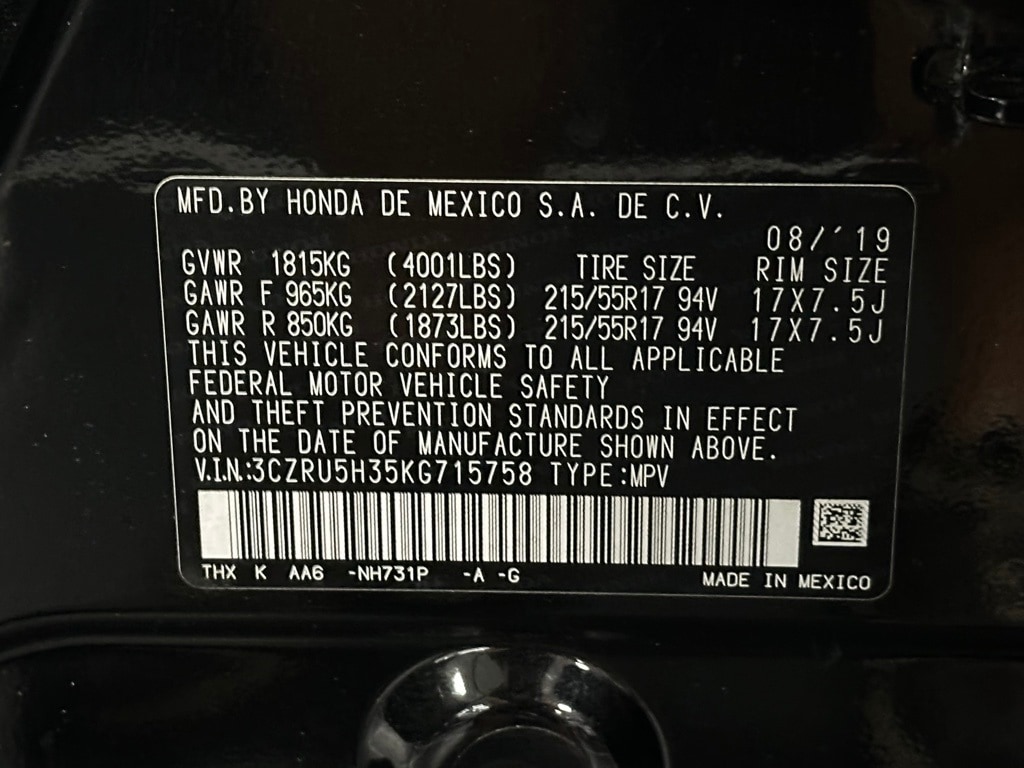 MFD.BY HONDA DE MEXICO S.A. DE C.V.
08/'19
GVWR 1815KG (4001LBS) TIRE SIZE RIM SIZE
GAWR F 965KG (2127LBS) 215/55R17 94V 17X7.5J
GAWR R 850KG (1873LBS) 215/55R17 94V 17X7.5J
THIS VEHICLE CONFORMS TO ALL APPLICABLE
FEDERAL MOTOR VEHICLE SAFETY
AND THEFT PREVENTION STANDARDS IN EFFECT
ON THE DATE OF MANUFACTURE SHOWN ABOVE.
V.I.N.:3CZRU5H35KG715758 TYPE:MPV
THX K AA6 -NH731P -A -G MADE IN MEXICO